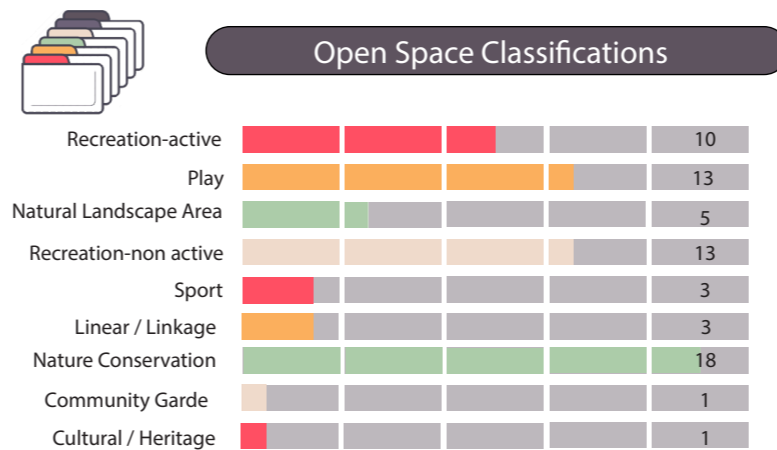 Open Space Classifications
Recreation-active 10
Play 13
Natural Landscape Area 5
Recreation-non active 13
Sport 3
Linear / Linkage 3
Nature Conservation 18
Community Garde 1
Cultural / Heritage 1